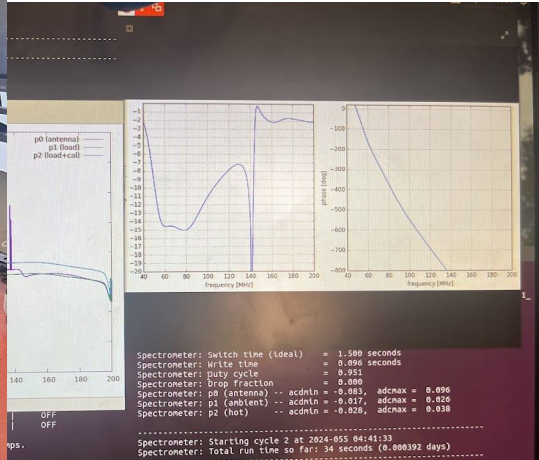 p0 (antenna)
p1 (load)
p2 (load+cal)
140 160 180 200
-1
-2
-3
-4
-5
-6
-7
-8
-9
-10
-11
-12
-13
-14
-15
-16
-17
-18
-19
-20
40 60 80 100 120 140 160 180 200
frequency [MHz]
phase [deg]
0
-100
-200
-300
-400
-500
-600
-700
-800
40 60 80 100 120 140 160 180 200
frequency [MHz]
OFF
OFF
mps.
1_
Spectrometer: Switch time (ideal) = 1.500 seconds
Spectrometer: Write time = 0.096 seconds
Spectrometer: Duty cycle = 0.951
Spectrometer: Drop fraction = 0.000
Spectrometer: p0 (antenna) -- acdmin = -0.083, adcmax = 0.096
Spectrometer: p1 (ambient) -- acdmin = -0.017, adcmax = 0.026
Spectrometer: p2 (hot) -- acdmin = -0.028, adcmax = 0.038
Spectrometer: Starting cycle 2 at 2024-055 04:41:33
Spectrometer: Total run time so far: 34 seconds (0.000392 days)